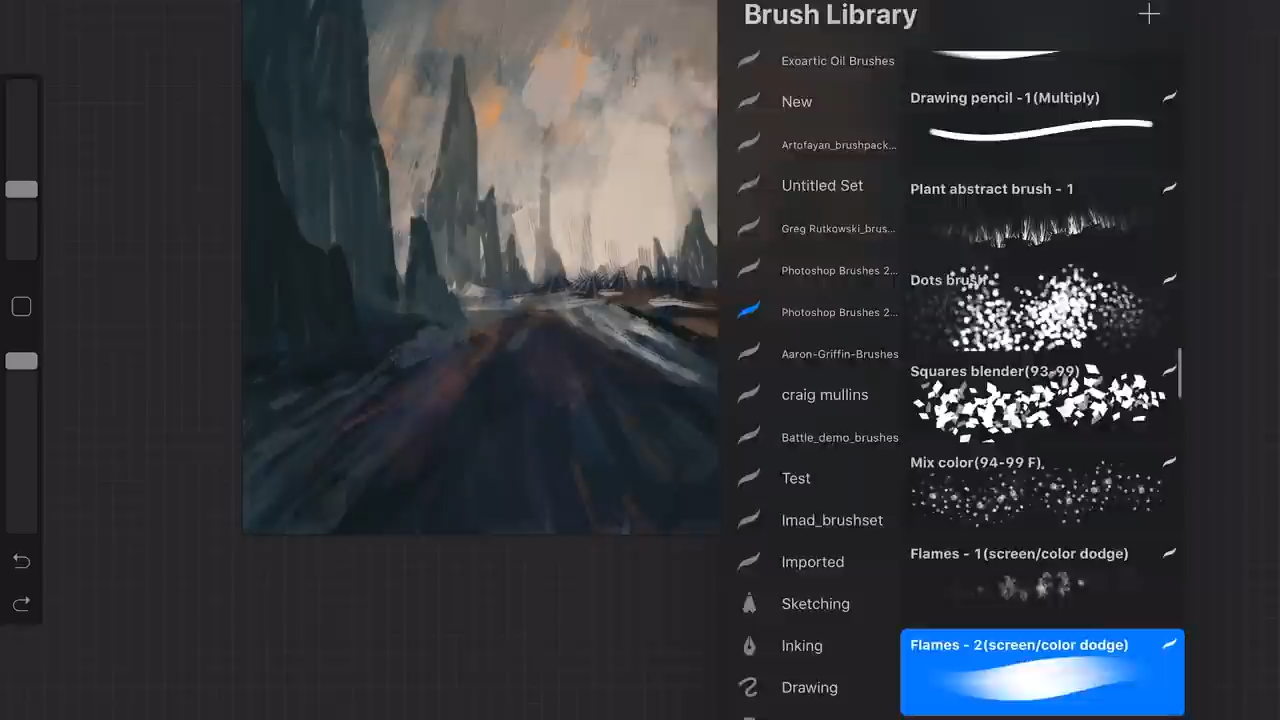 Brush Library
Exoartic Oil Brushes
New
Artofayan_brushpack...
Untitled Set
Greg Rutkowski_brus...
Photoshop Brushes 2...
Photoshop Brushes 2...
Aaron-Griffin-Brushes
craig mullins
Battle_demo_brushes
Test
Imad_brushset
Imported
Sketching
Inking
Drawing
Drawing pencil -1(Multiply)
Plant abstract brush - 1
Dots brush
Squares blender(93-99)
Mix color(94-99 F)
Flames - 1(screen/color dodge)
Flames - 2(screen/color dodge)